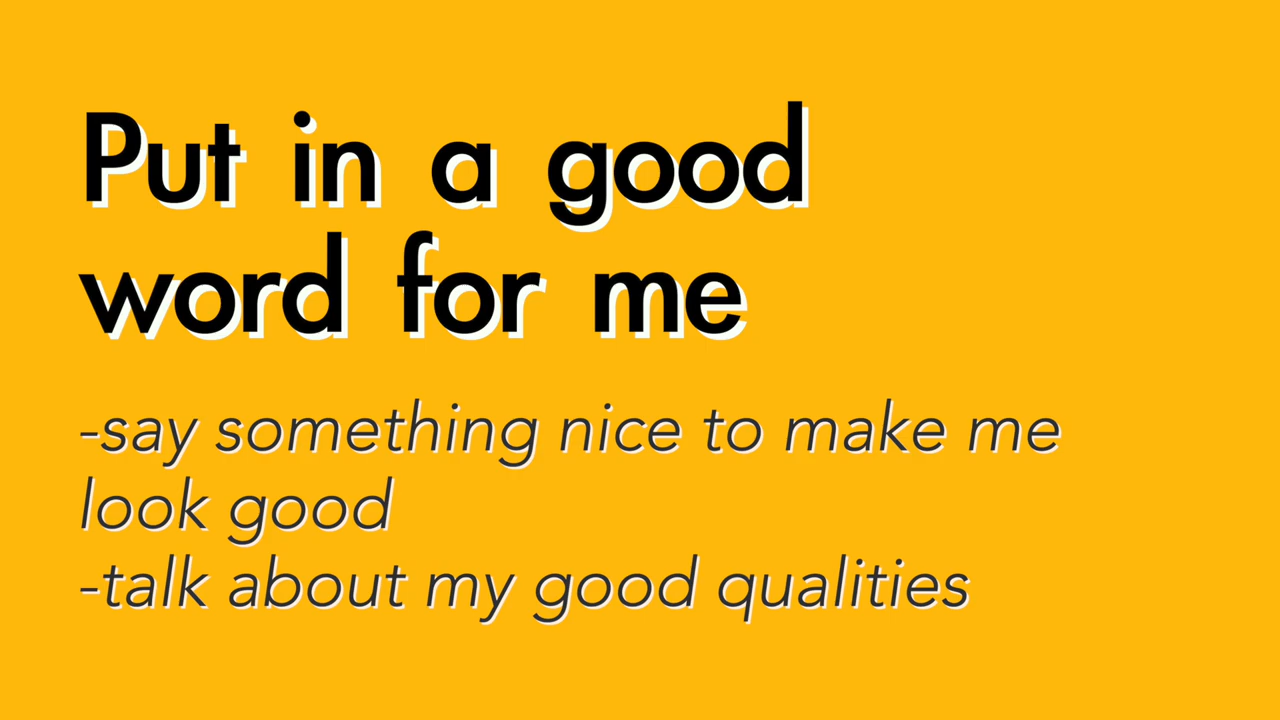 Put in a good
word for me
-say something nice to make me
look good
-talk about my good qualities